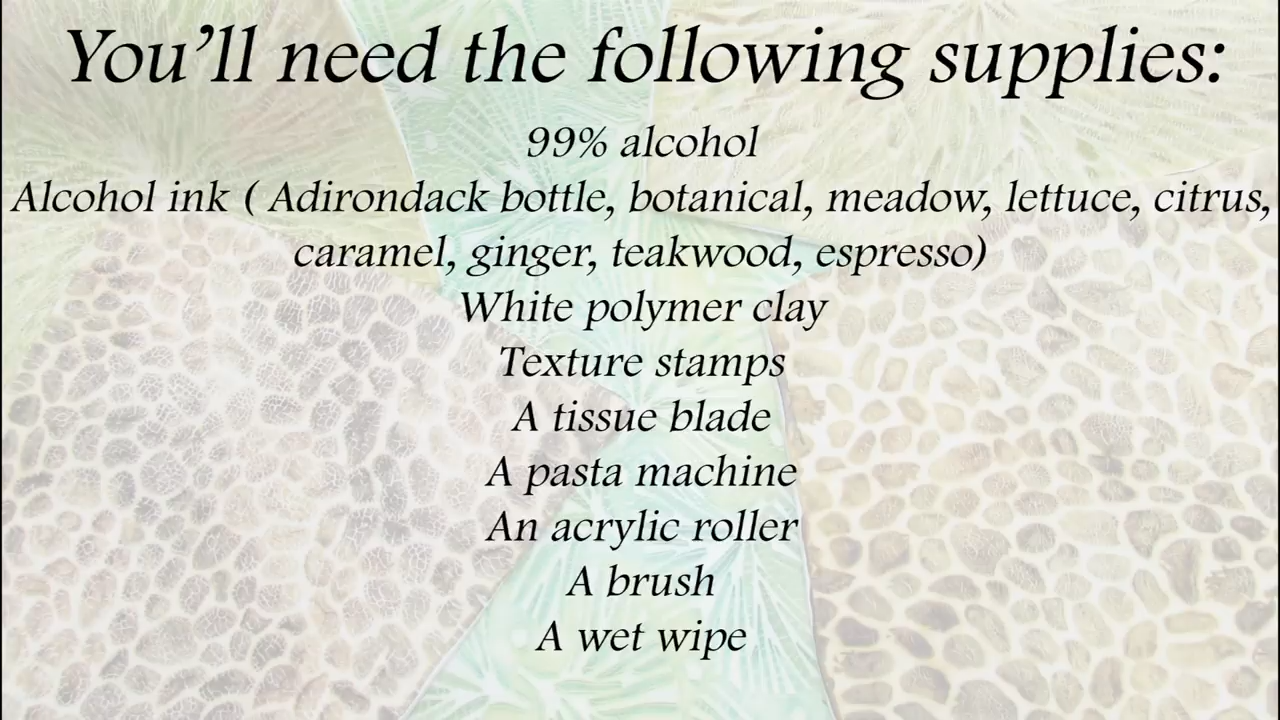 You’ll need the following supplies:
99% alcohol
Alcohol ink ( Adirondack bottle, botanical, meadow, lettuce, citrus,
caramel, ginger, teakwood, espresso)
White polymer clay
Texture stamps
A tissue blade
A pasta machine
An acrylic roller
A brush
A wet wipe